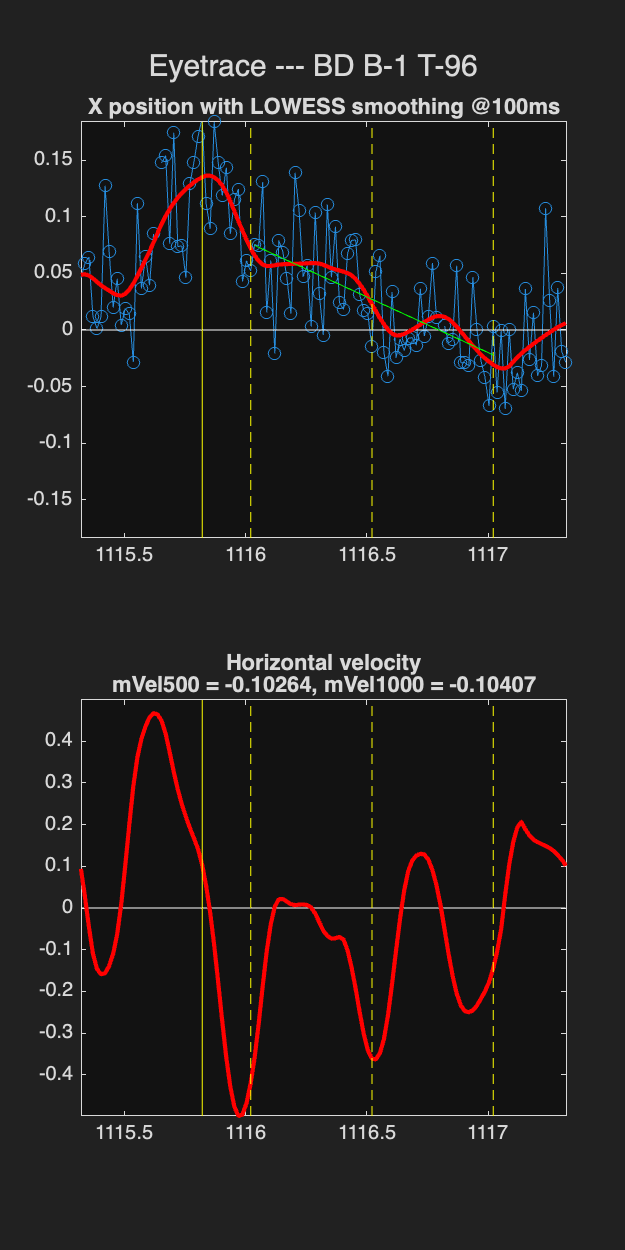 Eyetrace --- BD B-1 T-96
X position with LOWESS smoothing @100ms
0.15
0.1
0.05
0
-0.05
-0.1
-0.15
1115.5 1116 1116.5 1117
Horizontal velocity
mVel500 = -0.10264, mVel1000 = -0.10407
0.4
0.3
0.2
0.1
0
-0.1
-0.2
-0.3
-0.4
1115.5 1116 1116.5 1117